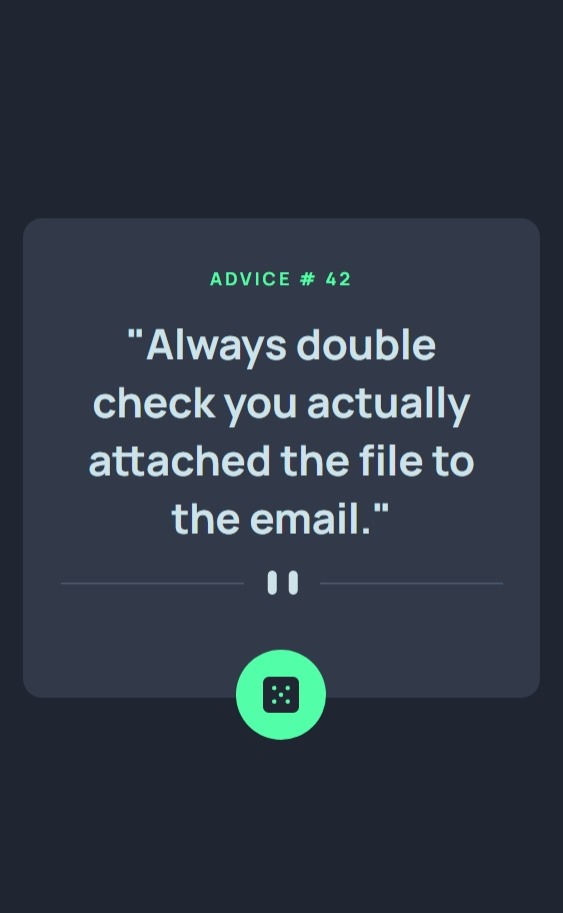 ADVICE # 42
"Always double
check you actually
attached the file to
the email."